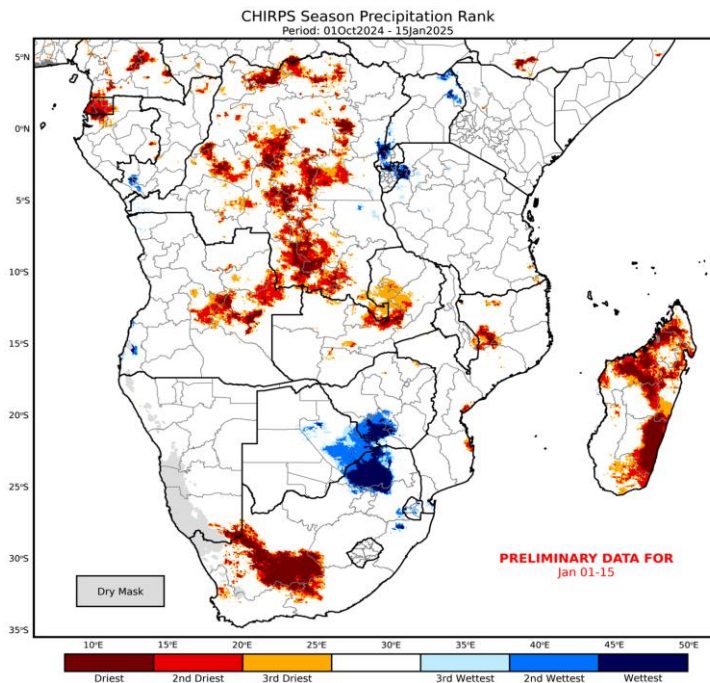 CHIRPS Season Precipitation Rank
Period: 01Oct2024 - 15Jan2025
5°N
0°N
5°S
10°S
15°S
20°S
25°S
30°S
35°S
PRELIMINARY DATA FOR
Jan 01-15
Dry Mask
10°E 15°E 20°E 25°E 30°E 35°E 40°E 45°E 50°E
Driest 2nd Driest 3rd Driest 3rd Wettest 2nd Wettest Wettest